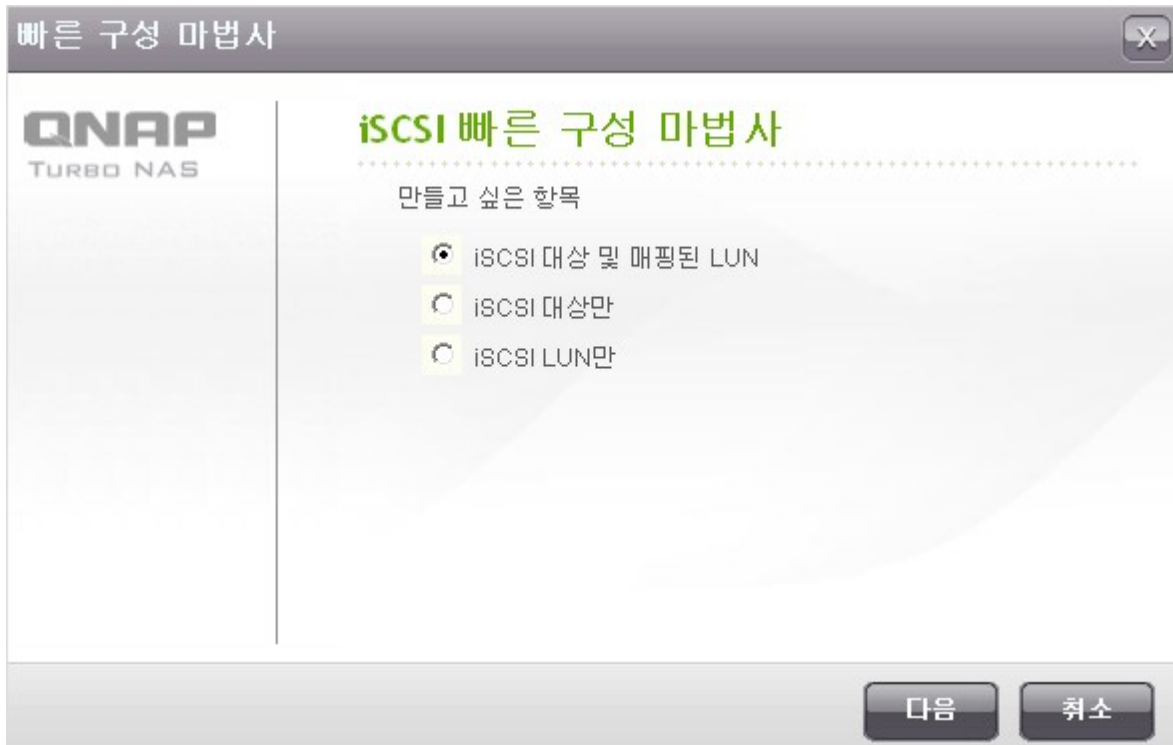 빠른 구성 마법사
X
QNAP
TURBO NAS
iSCSI 빠른 구성 마법사
만들고 싶은 항목
iSCSI 대상 및 매핑된 LUN
iSCSI 대상만
iSCSI LUN만
다음
취소